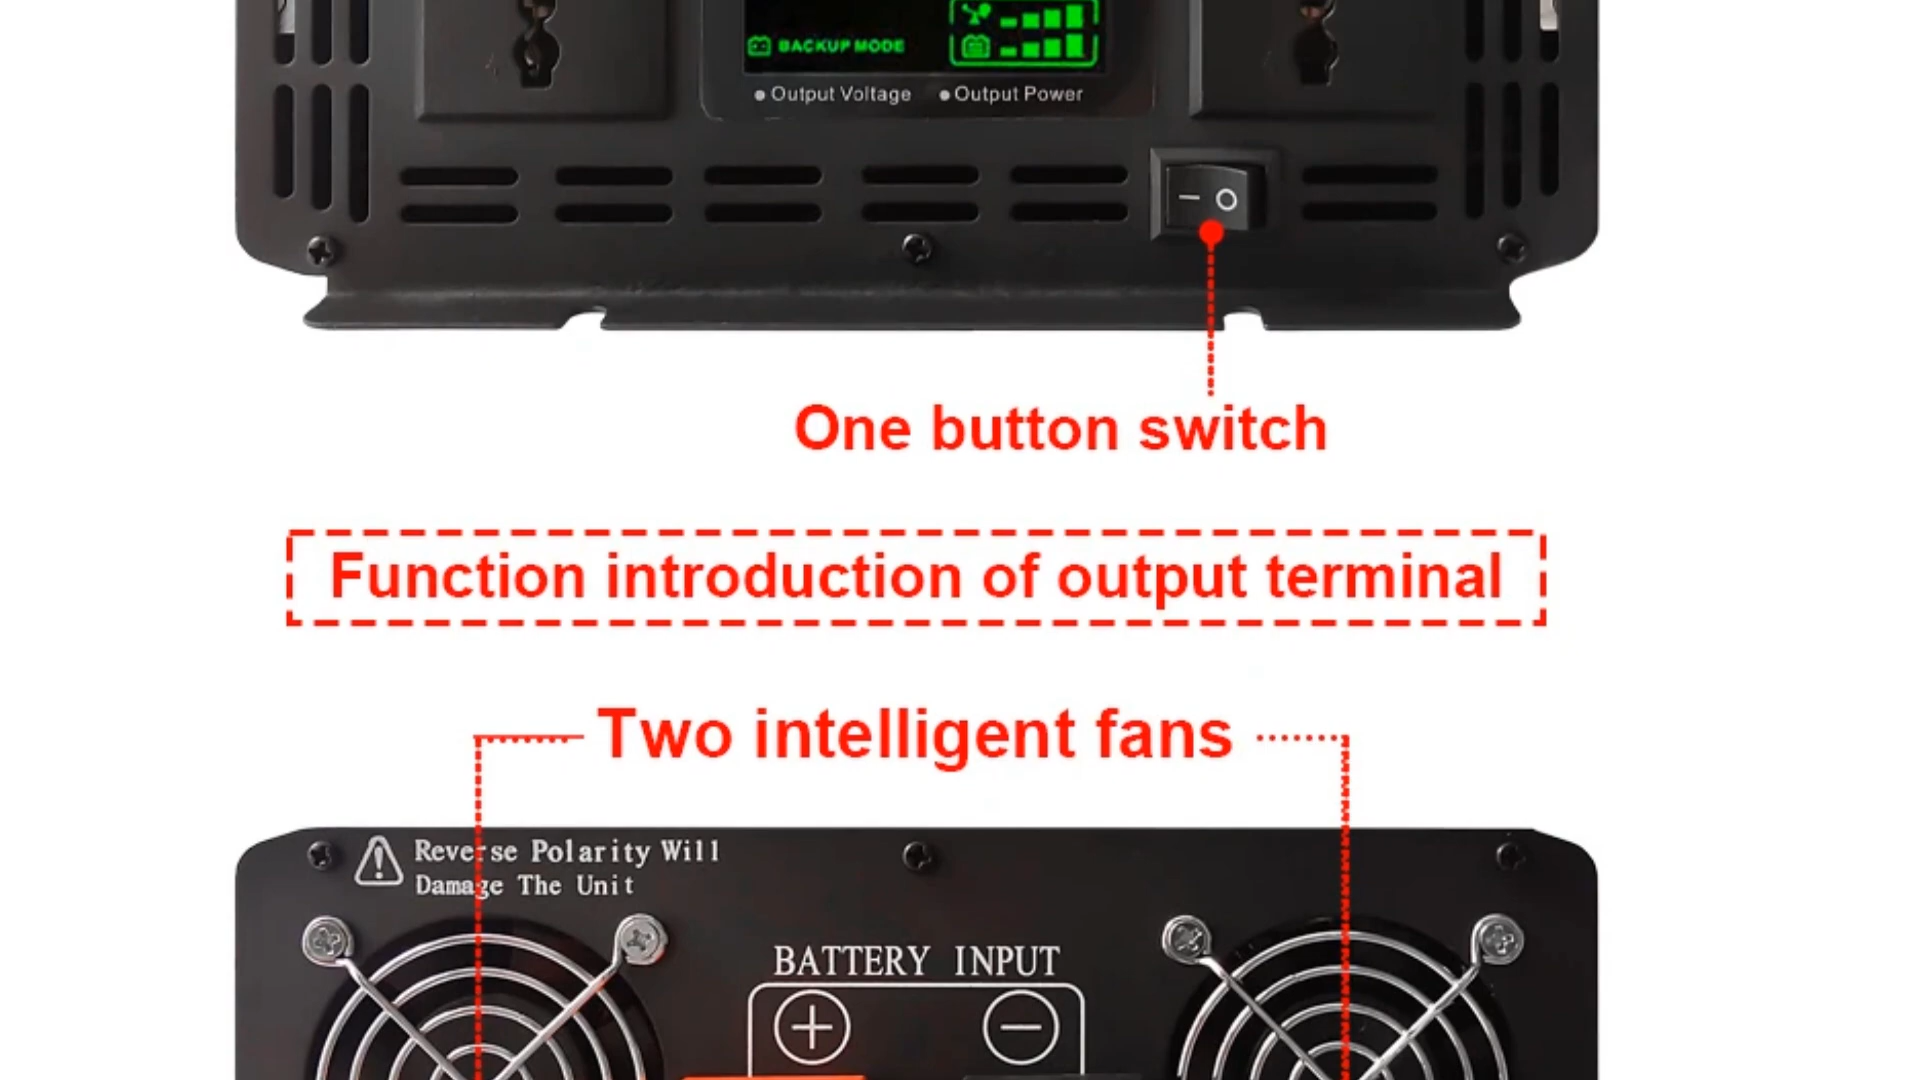 BACKUP MODE
Output Voltage Output Power
One button switch
Function introduction of output terminal
Two intelligent fans
Reverse Polarity Will
Damage The Unit
BATTERY INPUT